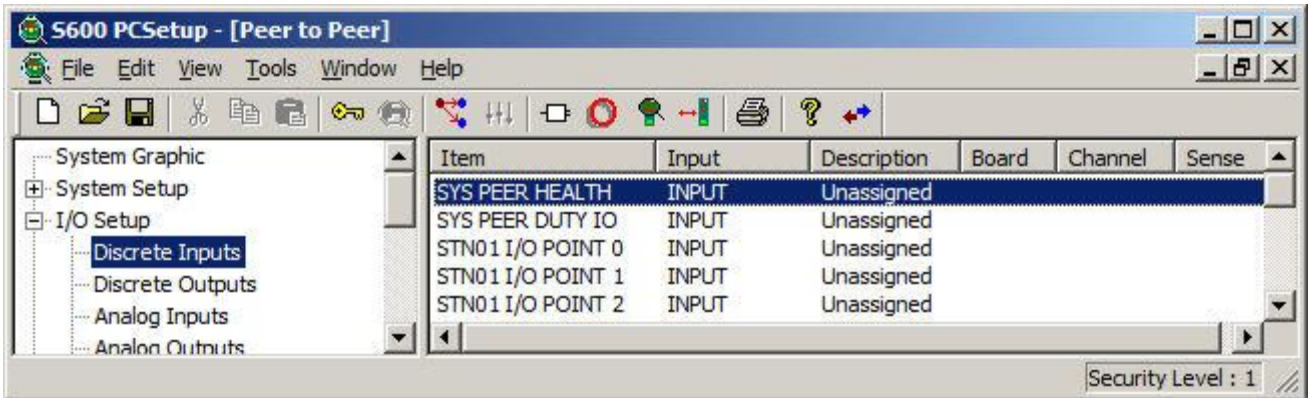 S600 PCSetup - [Peer to Peer]
File Edit View Tools Window Help
System Graphic
System Setup
I/O Setup
Discrete Inputs
Discrete Outputs
Analog Inputs
Analog Outputs
Item Input Description Board Channel Sense
SYS PEER HEALTH INPUT Unassigned
SYS PEER DUTY IO INPUT Unassigned
STN01 I/O POINT 0 INPUT Unassigned
STN01 I/O POINT 1 INPUT Unassigned
STN01 I/O POINT 2 INPUT Unassigned
Security Level : 1